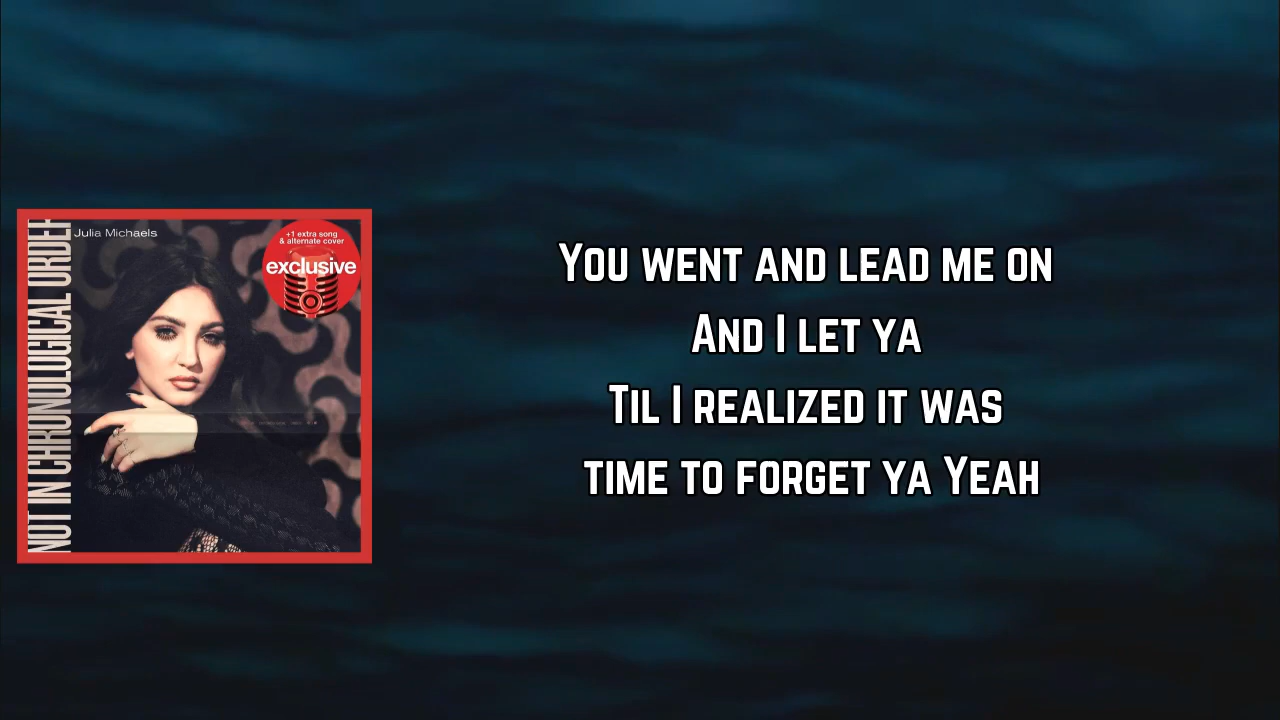 Julia Michaels
+1 extra song
& alternate cover
exclusive
NOT IN CHRONOLOGICAL ORDER
You went and lead me on
And I let ya
Til I realized it was
time to forget ya Yeah